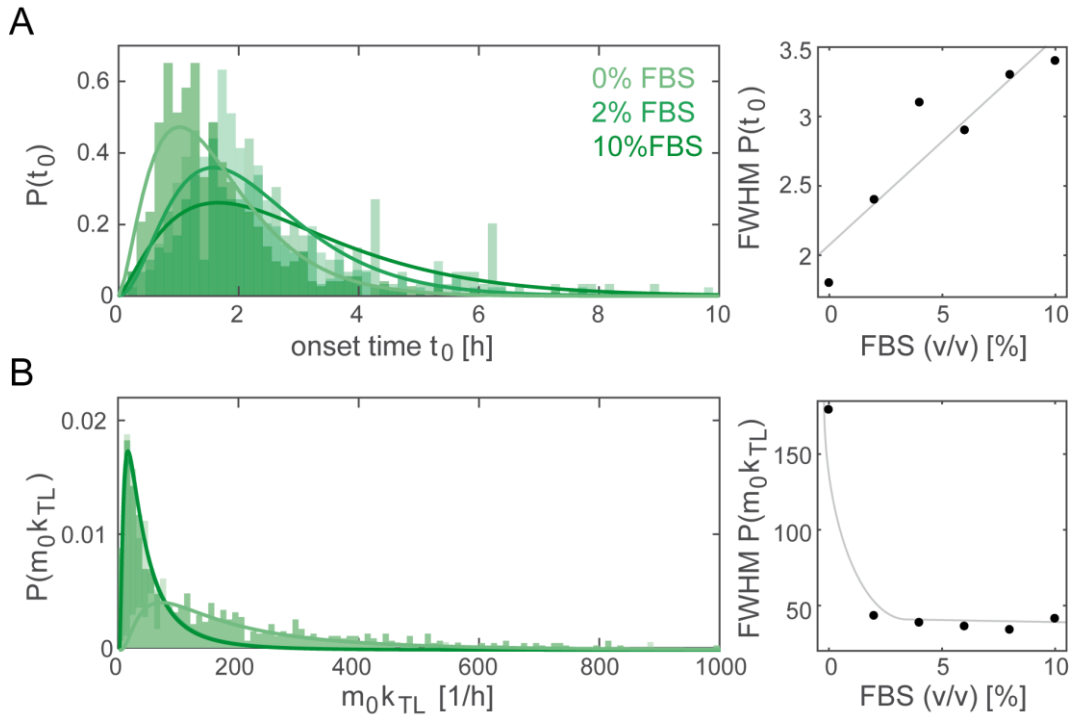 A
P(t0)
0.6
0.4
0.2
0
0% FBS
2% FBS
10%FBS
0 2 4 6 8 10
onset time t0 [h]
FWHM P(t0)
3.5
3
2.5
2
0 5 10
FBS (v/v) [%]
B
P(m0kTL)
0.02
0.01
0
0 200 400 600 800 1000
m0kTL [1/h]
FWHM P(m0kTL)
150
100
50
0 5 10
FBS (v/v) [%]